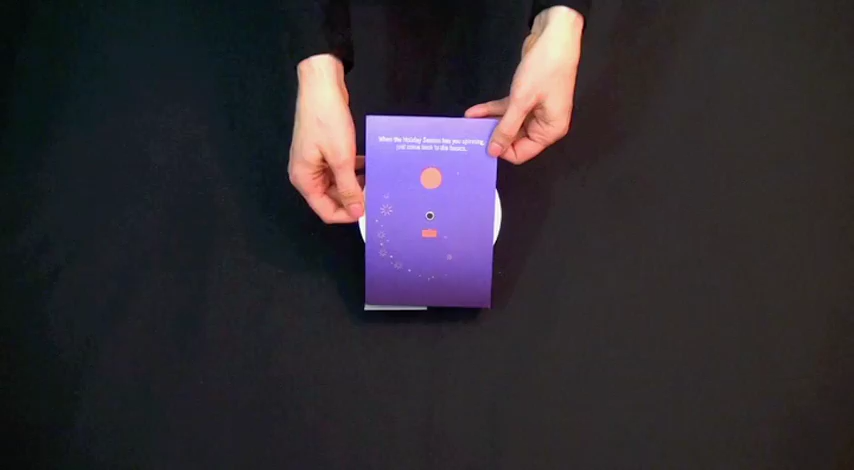 When the Holiday Season has you spinning,
just come back to the basics.